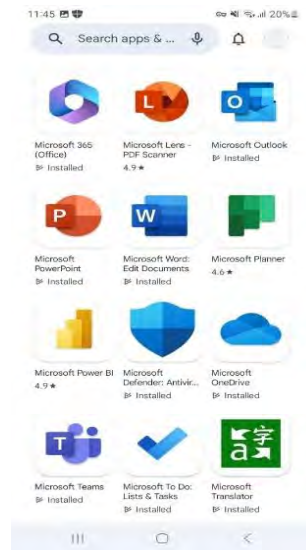 11:45
20%
Search apps & ...
L
O
Microsoft 365
(Office)
Installed
Microsoft Lens -
PDF Scanner
4.9★
Microsoft Outlook
Installed
P
W
Microsoft
PowerPoint
Installed
Microsoft Word:
Edit Documents
Installed
Microsoft Planner
4.6★
Microsoft Power BI
4.9★
Microsoft
Defender: Antivir...
Installed
Microsoft
OneDrive
Installed
T
字
a
Microsoft Teams
Installed
Microsoft To Do:
Lists & Tasks
Installed
Microsoft
Translator
Installed